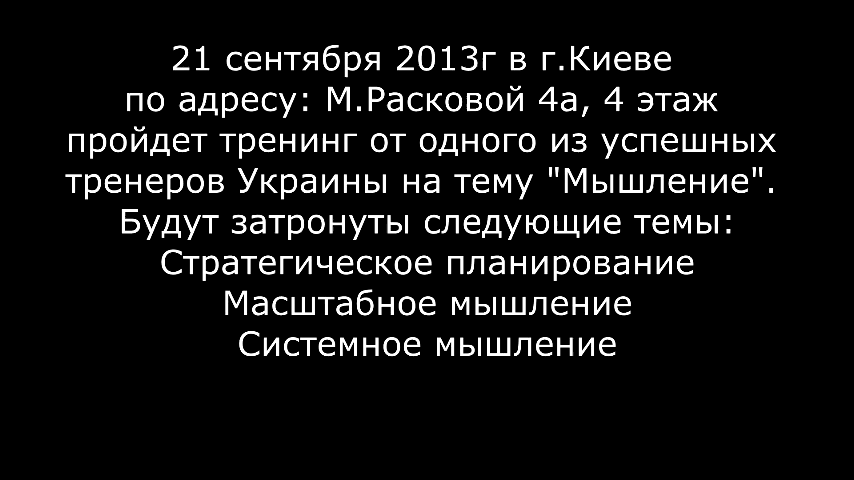 21 сентября 2013г в г.Киеве
по адресу: М.Расковой 4а, 4 этаж
пройдет тренинг от одного из успешных
тренеров Украины на тему "Мышление".
Будут затронуты следующие темы:
Стратегическое планирование
Масштабное мышление
Системное мышление